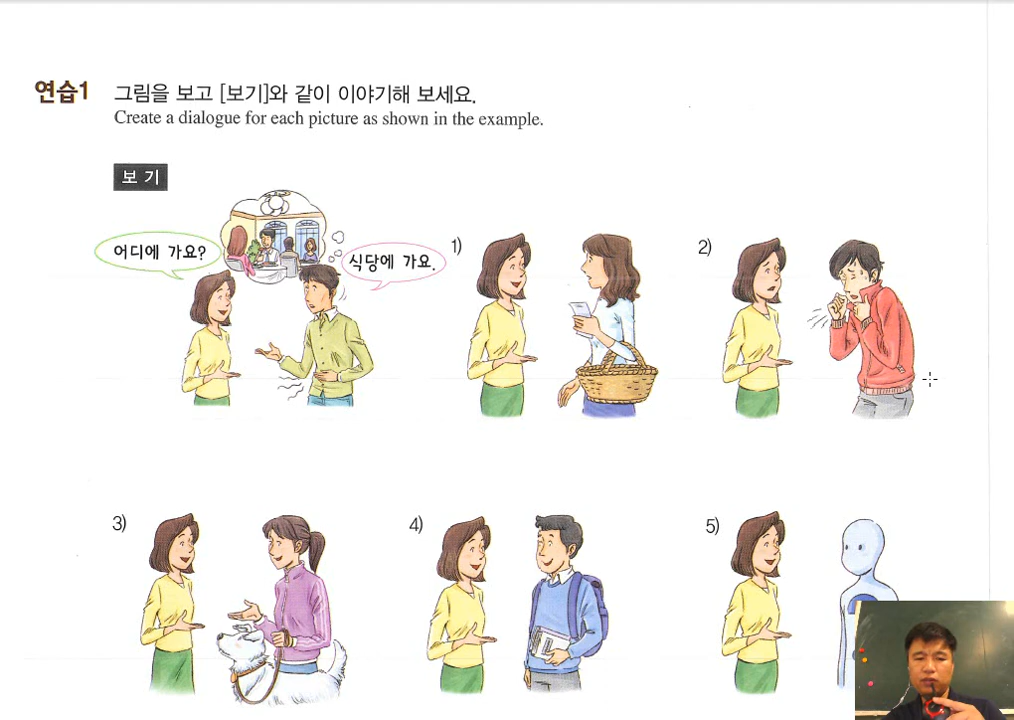 연습1 그림을 보고 [보기]와 같이 이야기해 보세요.
Create a dialogue for each picture as shown in the example.
보 기
어디에 가요?
식당에 가요.
1)
2)
3)
4)
5)
?